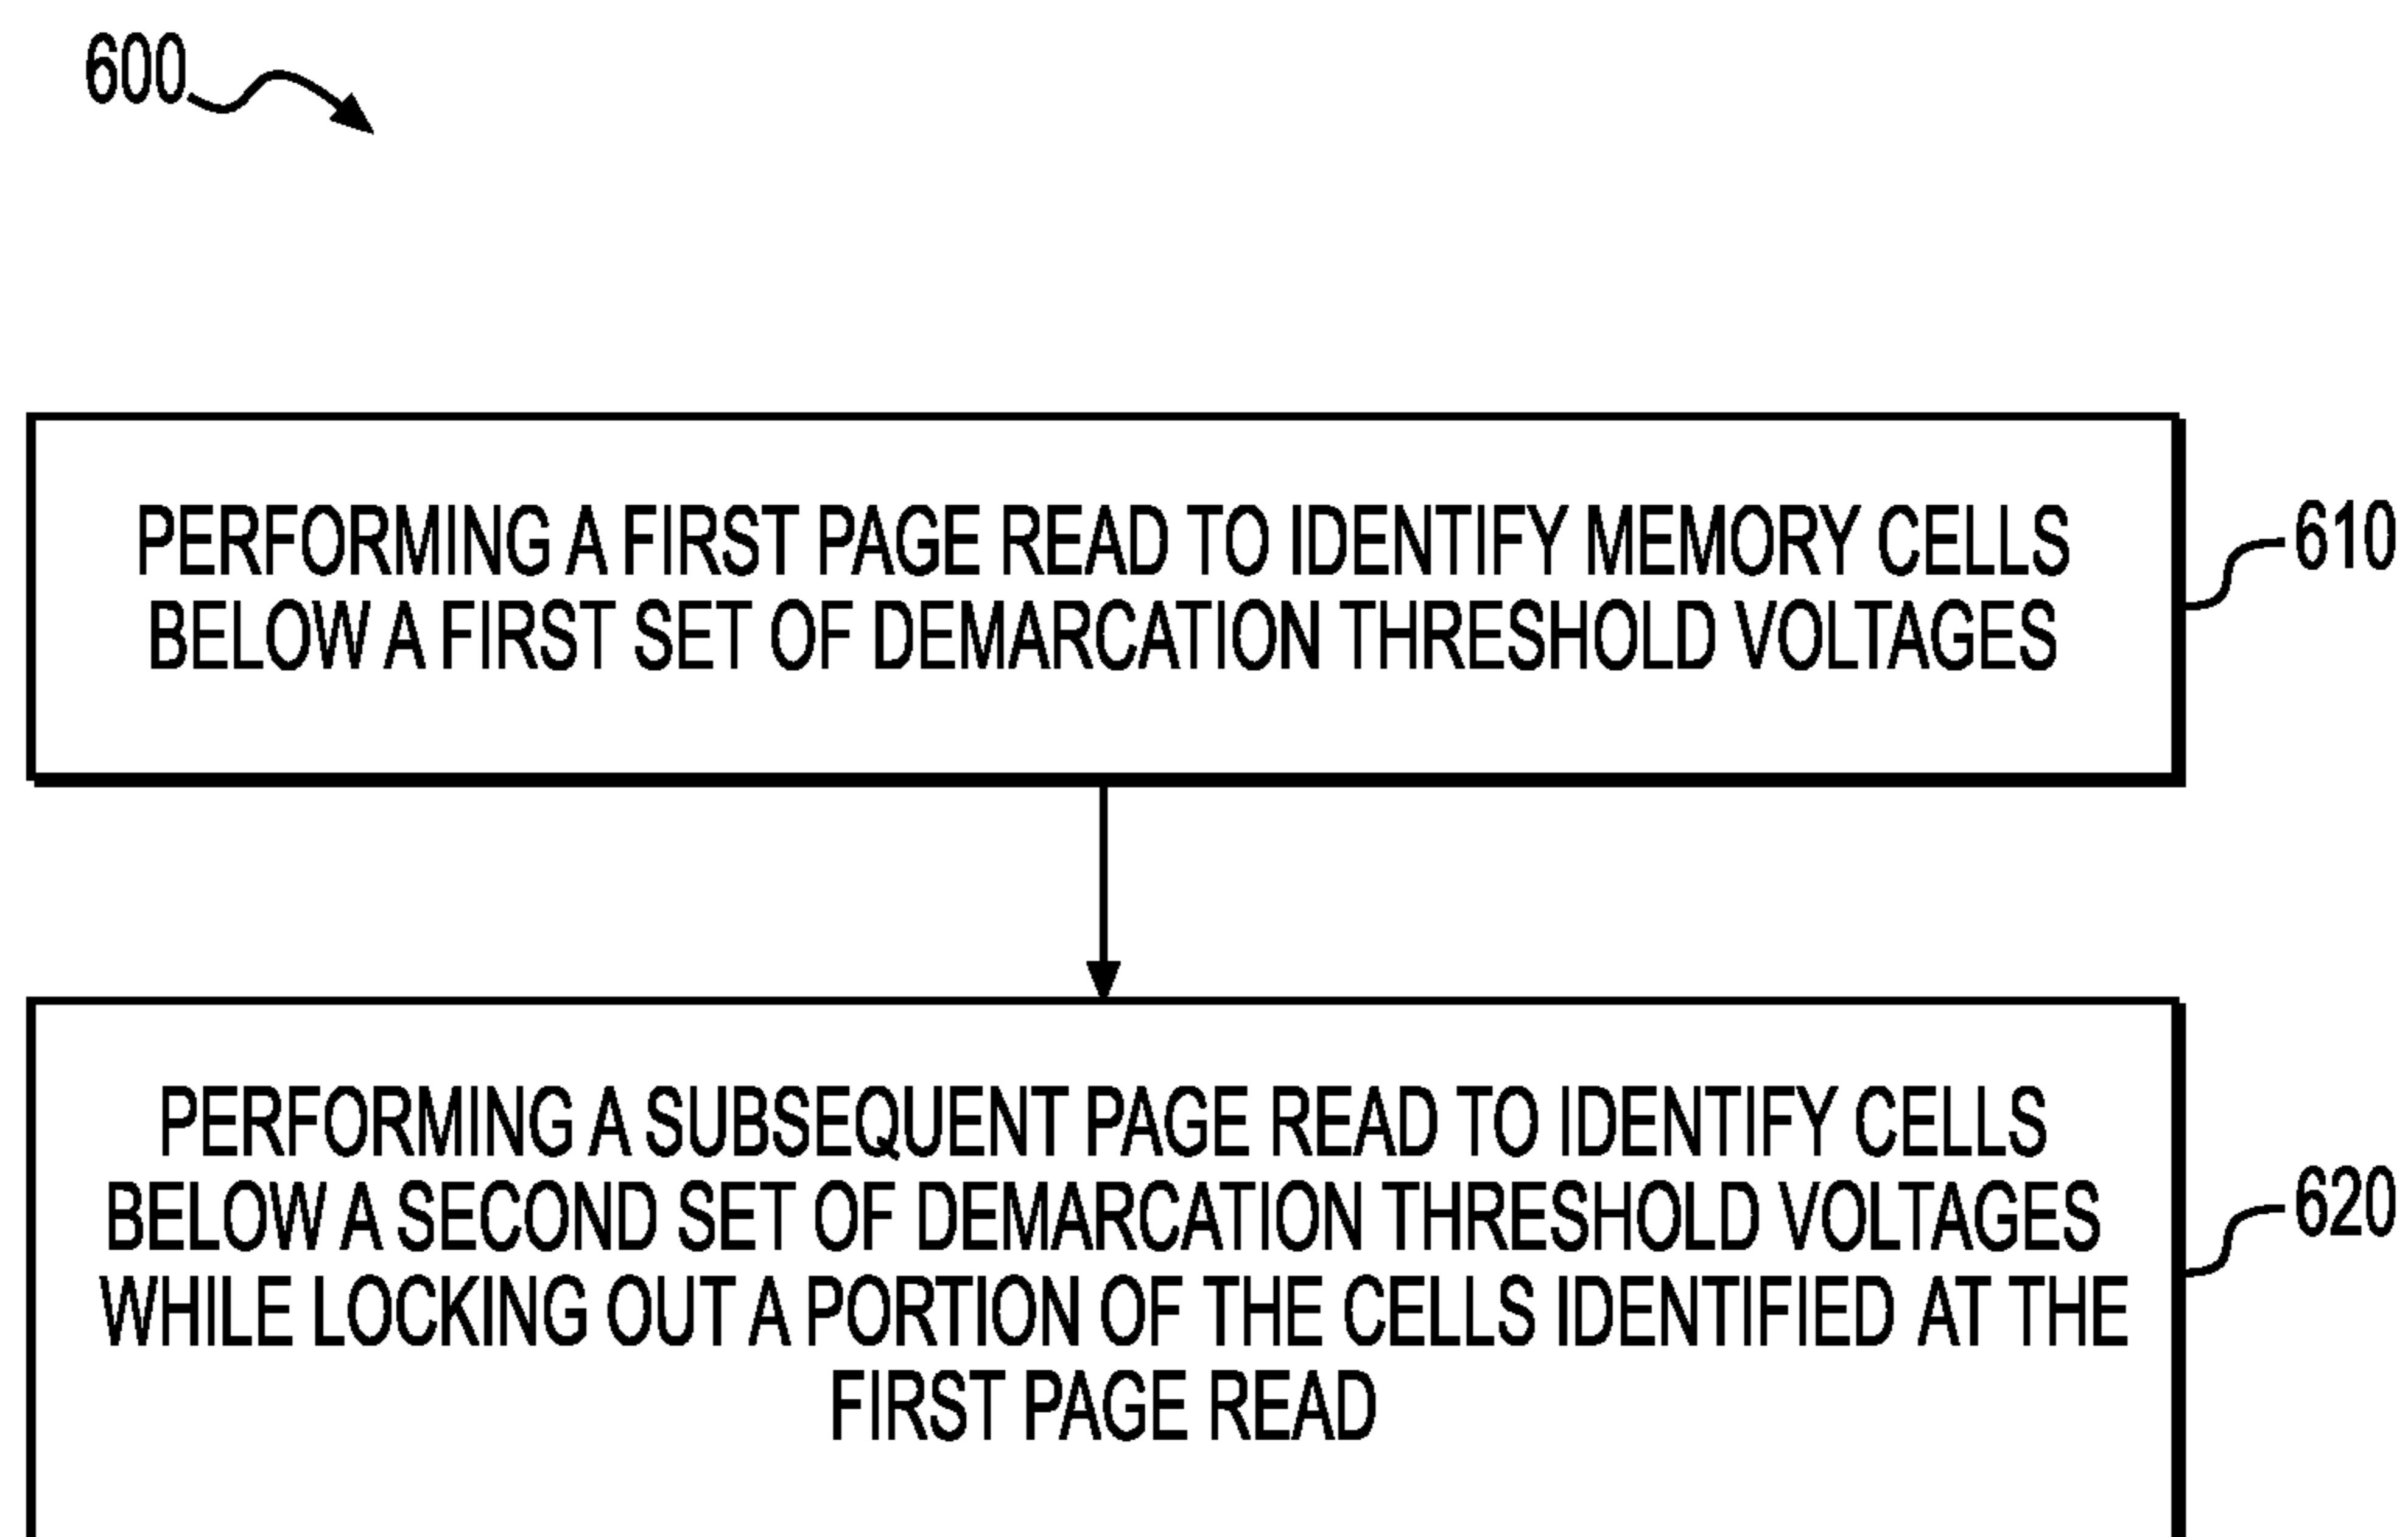 600
PERFORMING A FIRST PAGE READ TO IDENTIFY MEMORY CELLS
BELOW A FIRST SET OF DEMARCATION THRESHOLD VOLTAGES
610
PERFORMING A SUBSEQUENT PAGE READ TO IDENTIFY CELLS
BELOW A SECOND SET OF DEMARCATION THRESHOLD VOLTAGES
WHILE LOCKING OUT A PORTION OF THE CELLS IDENTIFIED AT THE
FIRST PAGE READ
620